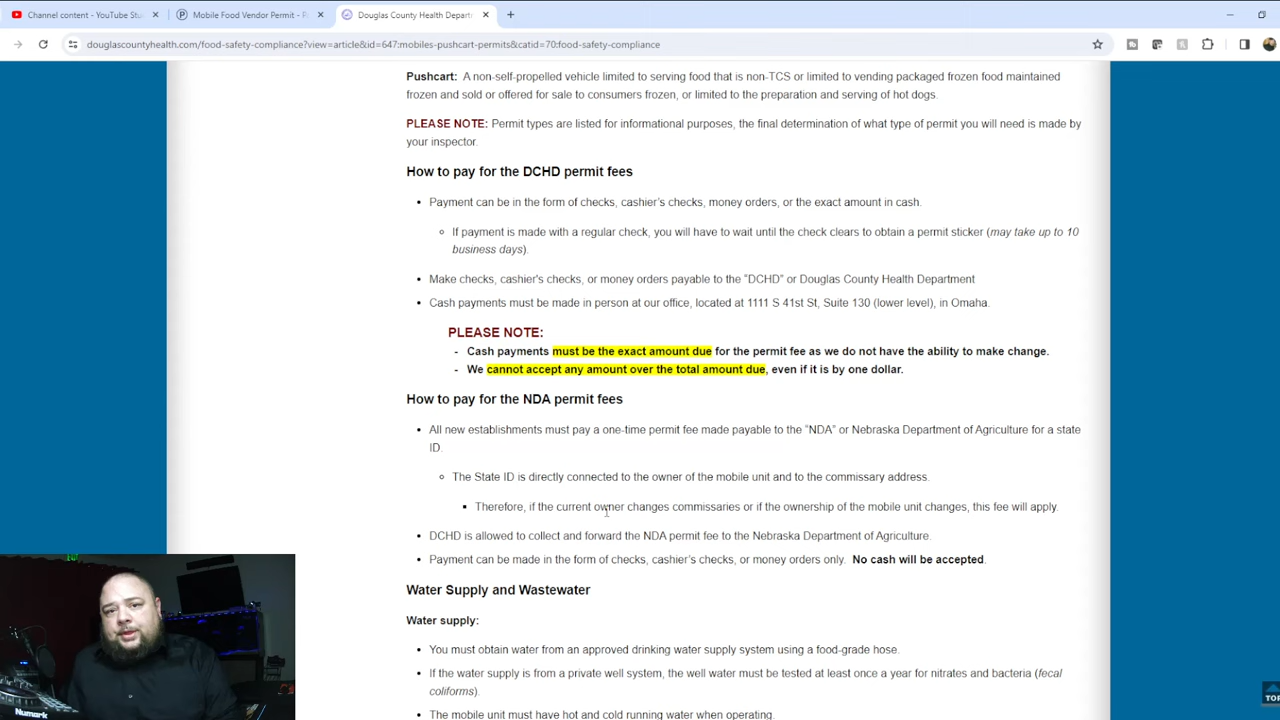 Channel content - YouTube Stu
Mobile Food Vendor Permit - P
Douglas County Health Depart
douglascountyhealth.com/food-safety-compliance?view=article&id=647:mobiles-pushcart-permits&catid=70:food-safety-compliance
Pushcart: A non-self-propelled vehicle limited to serving food that is non-TCS or limited to vending packaged frozen food maintained
frozen and sold or offered for sale to consumers frozen, or limited to the preparation and serving of hot dogs.
PLEASE NOTE: Permit types are listed for informational purposes, the final determination of what type of permit you will need is made by
your inspector.
How to pay for the DCHD permit fees
• Payment can be in the form of checks, cashier's checks, money orders, or the exact amount in cash.
○ If payment is made with a regular check, you will have to wait until the check clears to obtain a permit sticker (may take up to 10
business days).
• Make checks, cashier's checks, or money orders payable to the "DCHD" or Douglas County Health Department
• Cash payments must be made in person at our office, located at 1111 S 41st St, Suite 130 (lower level), in Omaha.
PLEASE NOTE:
- Cash payments must be the exact amount due for the permit fee as we do not have the ability to make change.
- We cannot accept any amount over the total amount due, even if it is by one dollar.
How to pay for the NDA permit fees
• All new establishments must pay a one-time permit fee made payable to the "NDA" or Nebraska Department of Agriculture for a state
ID.
○ The State ID is directly connected to the owner of the mobile unit and to the commissary address.
▪ Therefore, if the current owner changes commissaries or if the ownership of the mobile unit changes, this fee will apply.
• DCHD is allowed to collect and forward the NDA permit fee to the Nebraska Department of Agriculture.
• Payment can be made in the form of checks, cashier's checks, or money orders only. No cash will be accepted.
Water Supply and Wastewater
Water supply:
• You must obtain water from an approved drinking water supply system using a food-grade hose.
• If the water supply is from a private well system, the well water must be tested at least once a year for nitrates and bacteria (fecal
coliforms).
• The mobile unit must have hot and cold running water when operating.
TOP
Numark